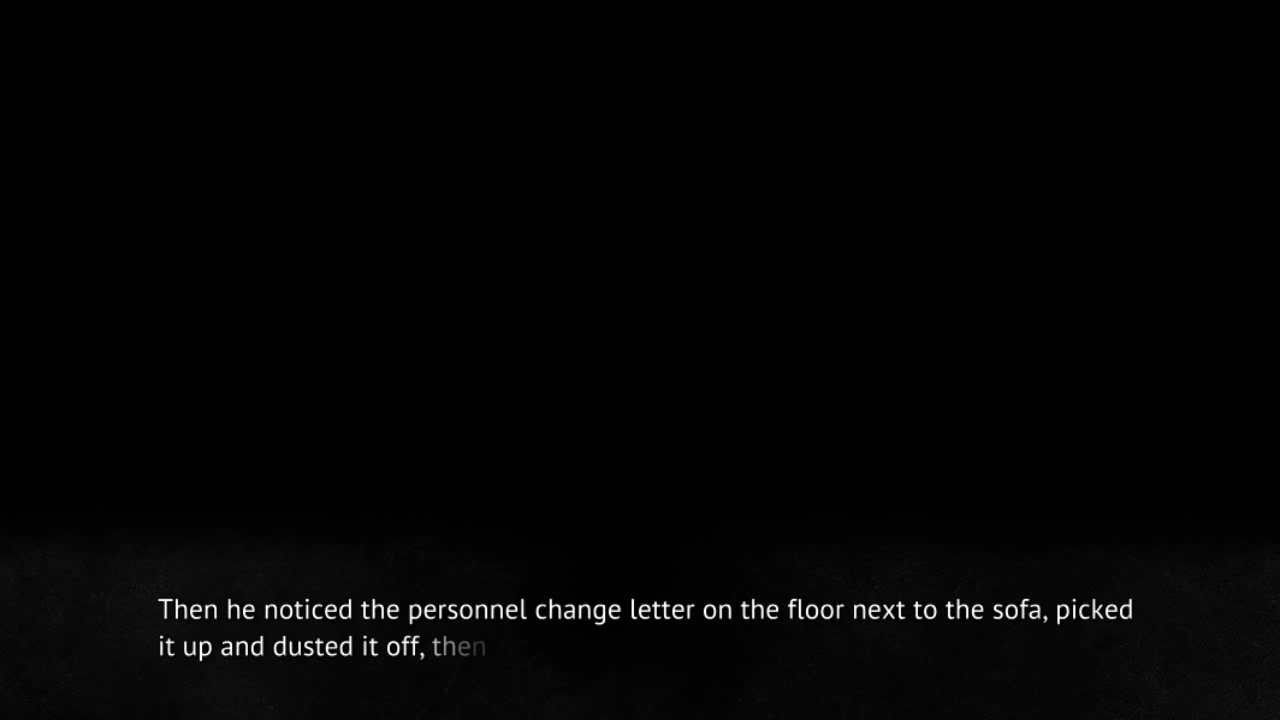 Then he noticed the personnel change letter on the floor next to the sofa, picked
it up and dusted it off, then